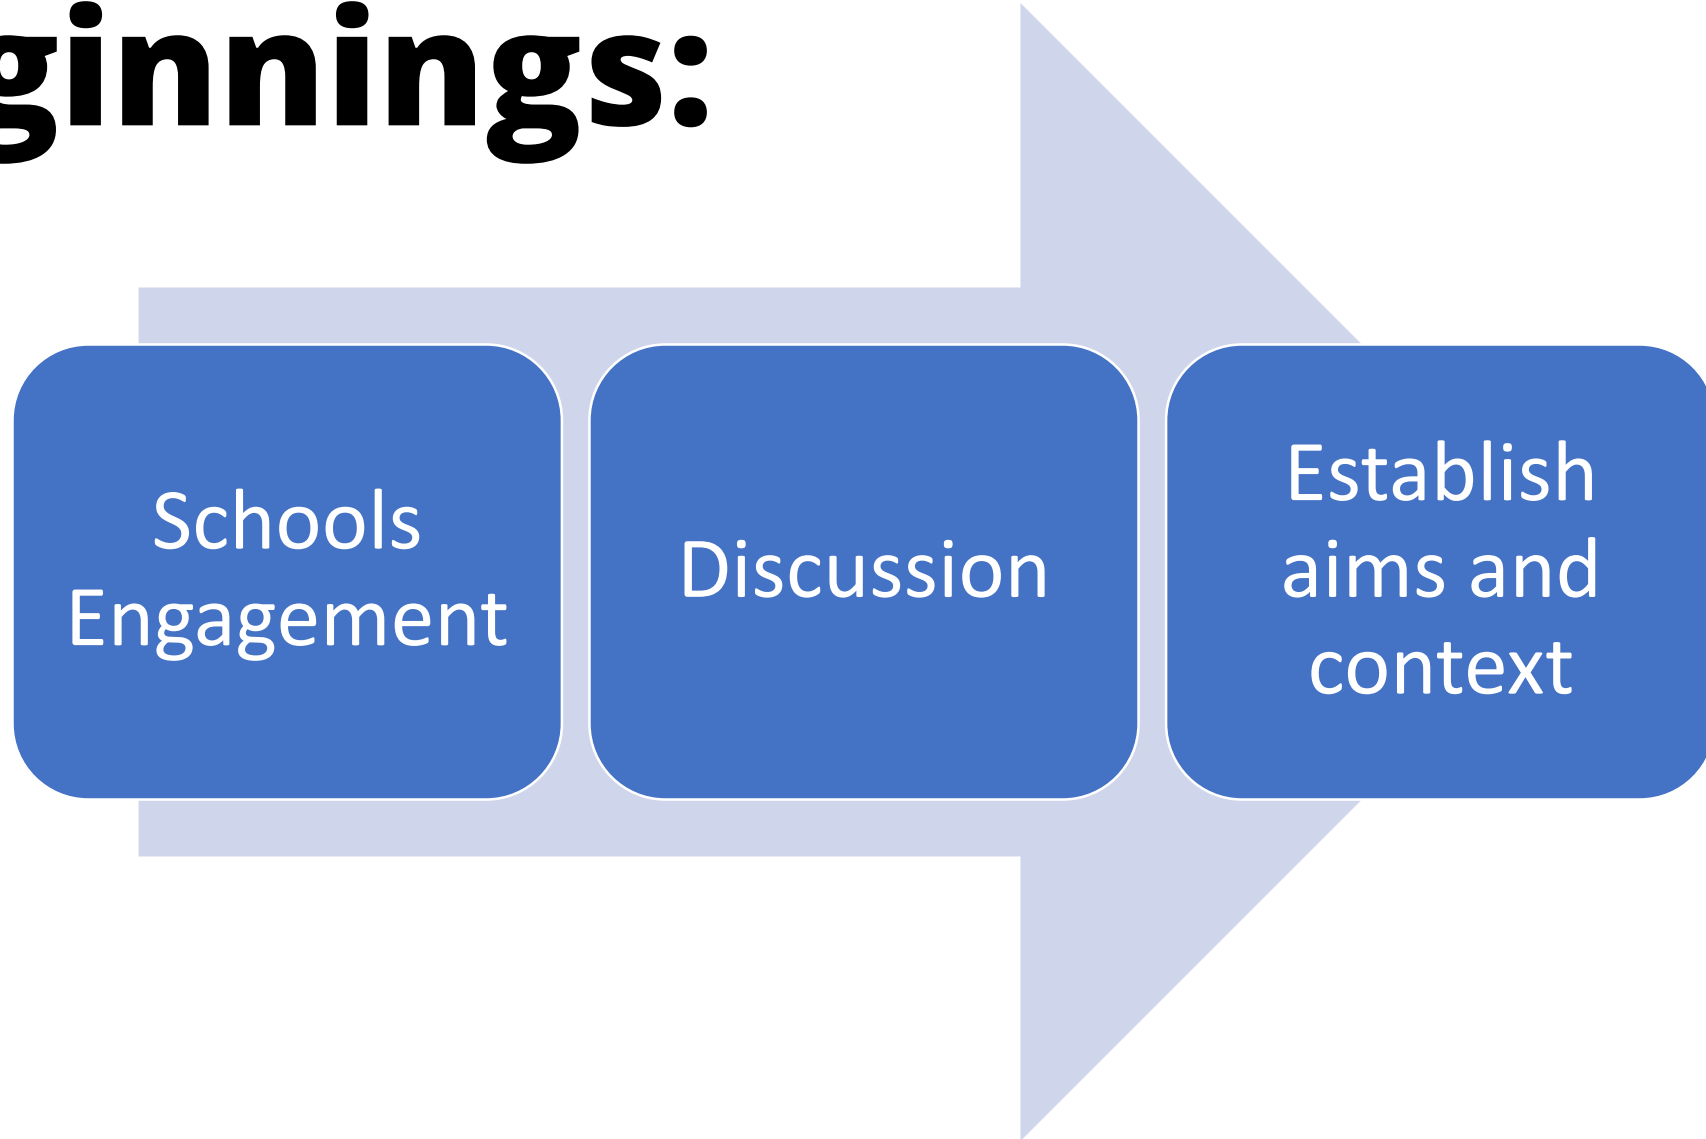 ginnings:
Schools
Engagement
Discussion
Establish
aims and
context